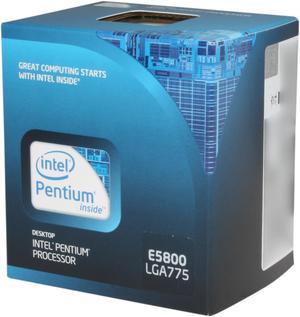 GREAT COMPUTING STARTS
WITH INTEL INSIDE®
intel
Pentium®
inside™
DESKTOP
INTEL® PENTIUM®
PROCESSOR
E5800
LGA775